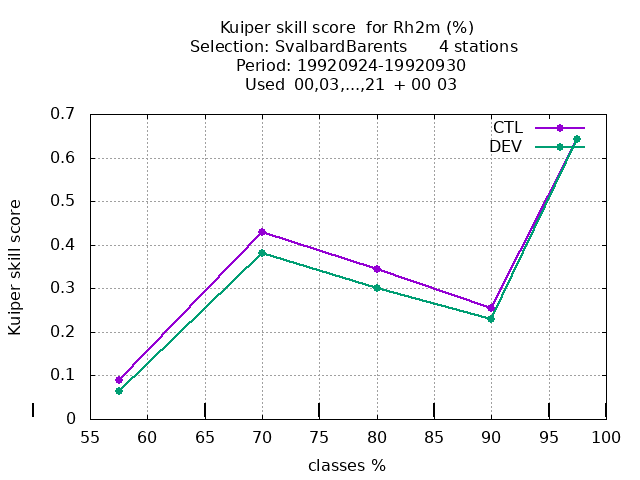 Kuiper skill score for Rh2m (%)
Selection: SvalbardBarents 4 stations
Period: 19920924-19920930
Used 00,03,...,21 + 00 03
CTL
DEV
Kuiper skill score
0.7
0.6
0.5
0.4
0.3
0.2
0.1
0
55 60 65 70 75 80 85 90 95 100
classes %